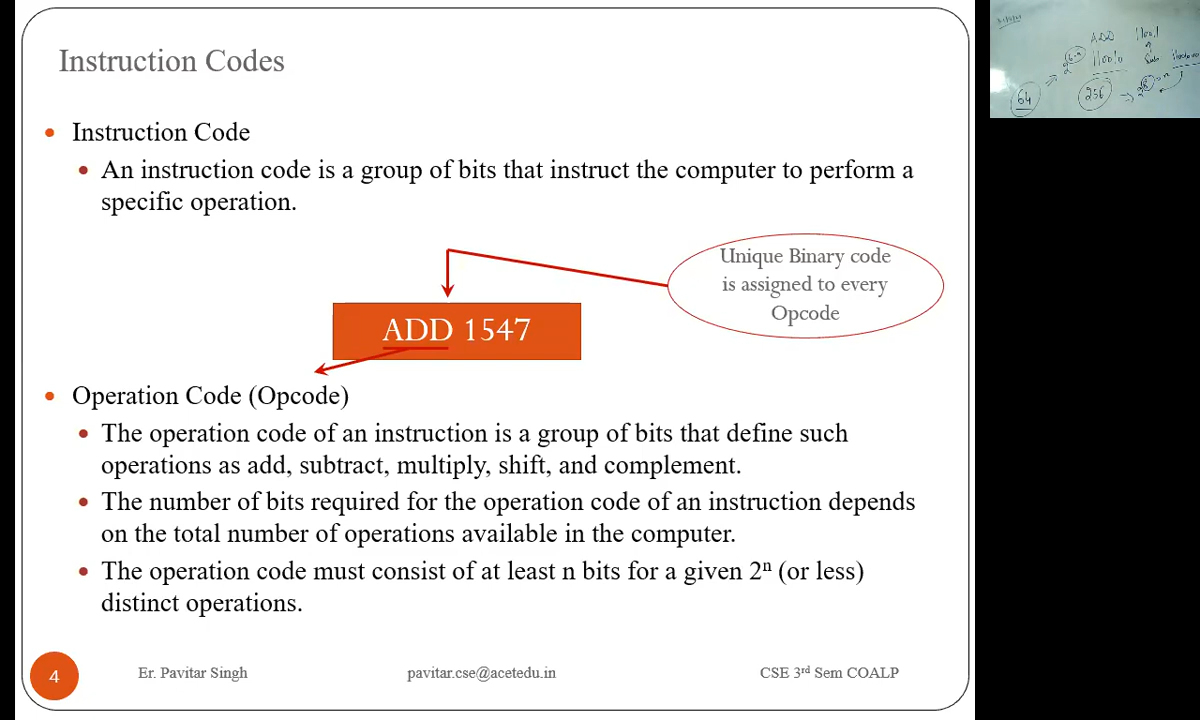 Instruction Codes
• Instruction Code
• An instruction code is a group of bits that instruct the computer to perform a
specific operation.
Unique Binary code
is assigned to every
Opcode
ADD 1547
• Operation Code (Opcode)
• The operation code of an instruction is a group of bits that define such
operations as add, subtract, multiply, shift, and complement.
• The number of bits required for the operation code of an instruction depends
on the total number of operations available in the computer.
• The operation code must consist of at least n bits for a given 2ⁿ (or less)
distinct operations.
4
Er. Pavitar Singh
pavitar.cse@acetedu.in
CSE 3ʳᵈ Sem COALP
ADD
11001
110010
Sub
64
256